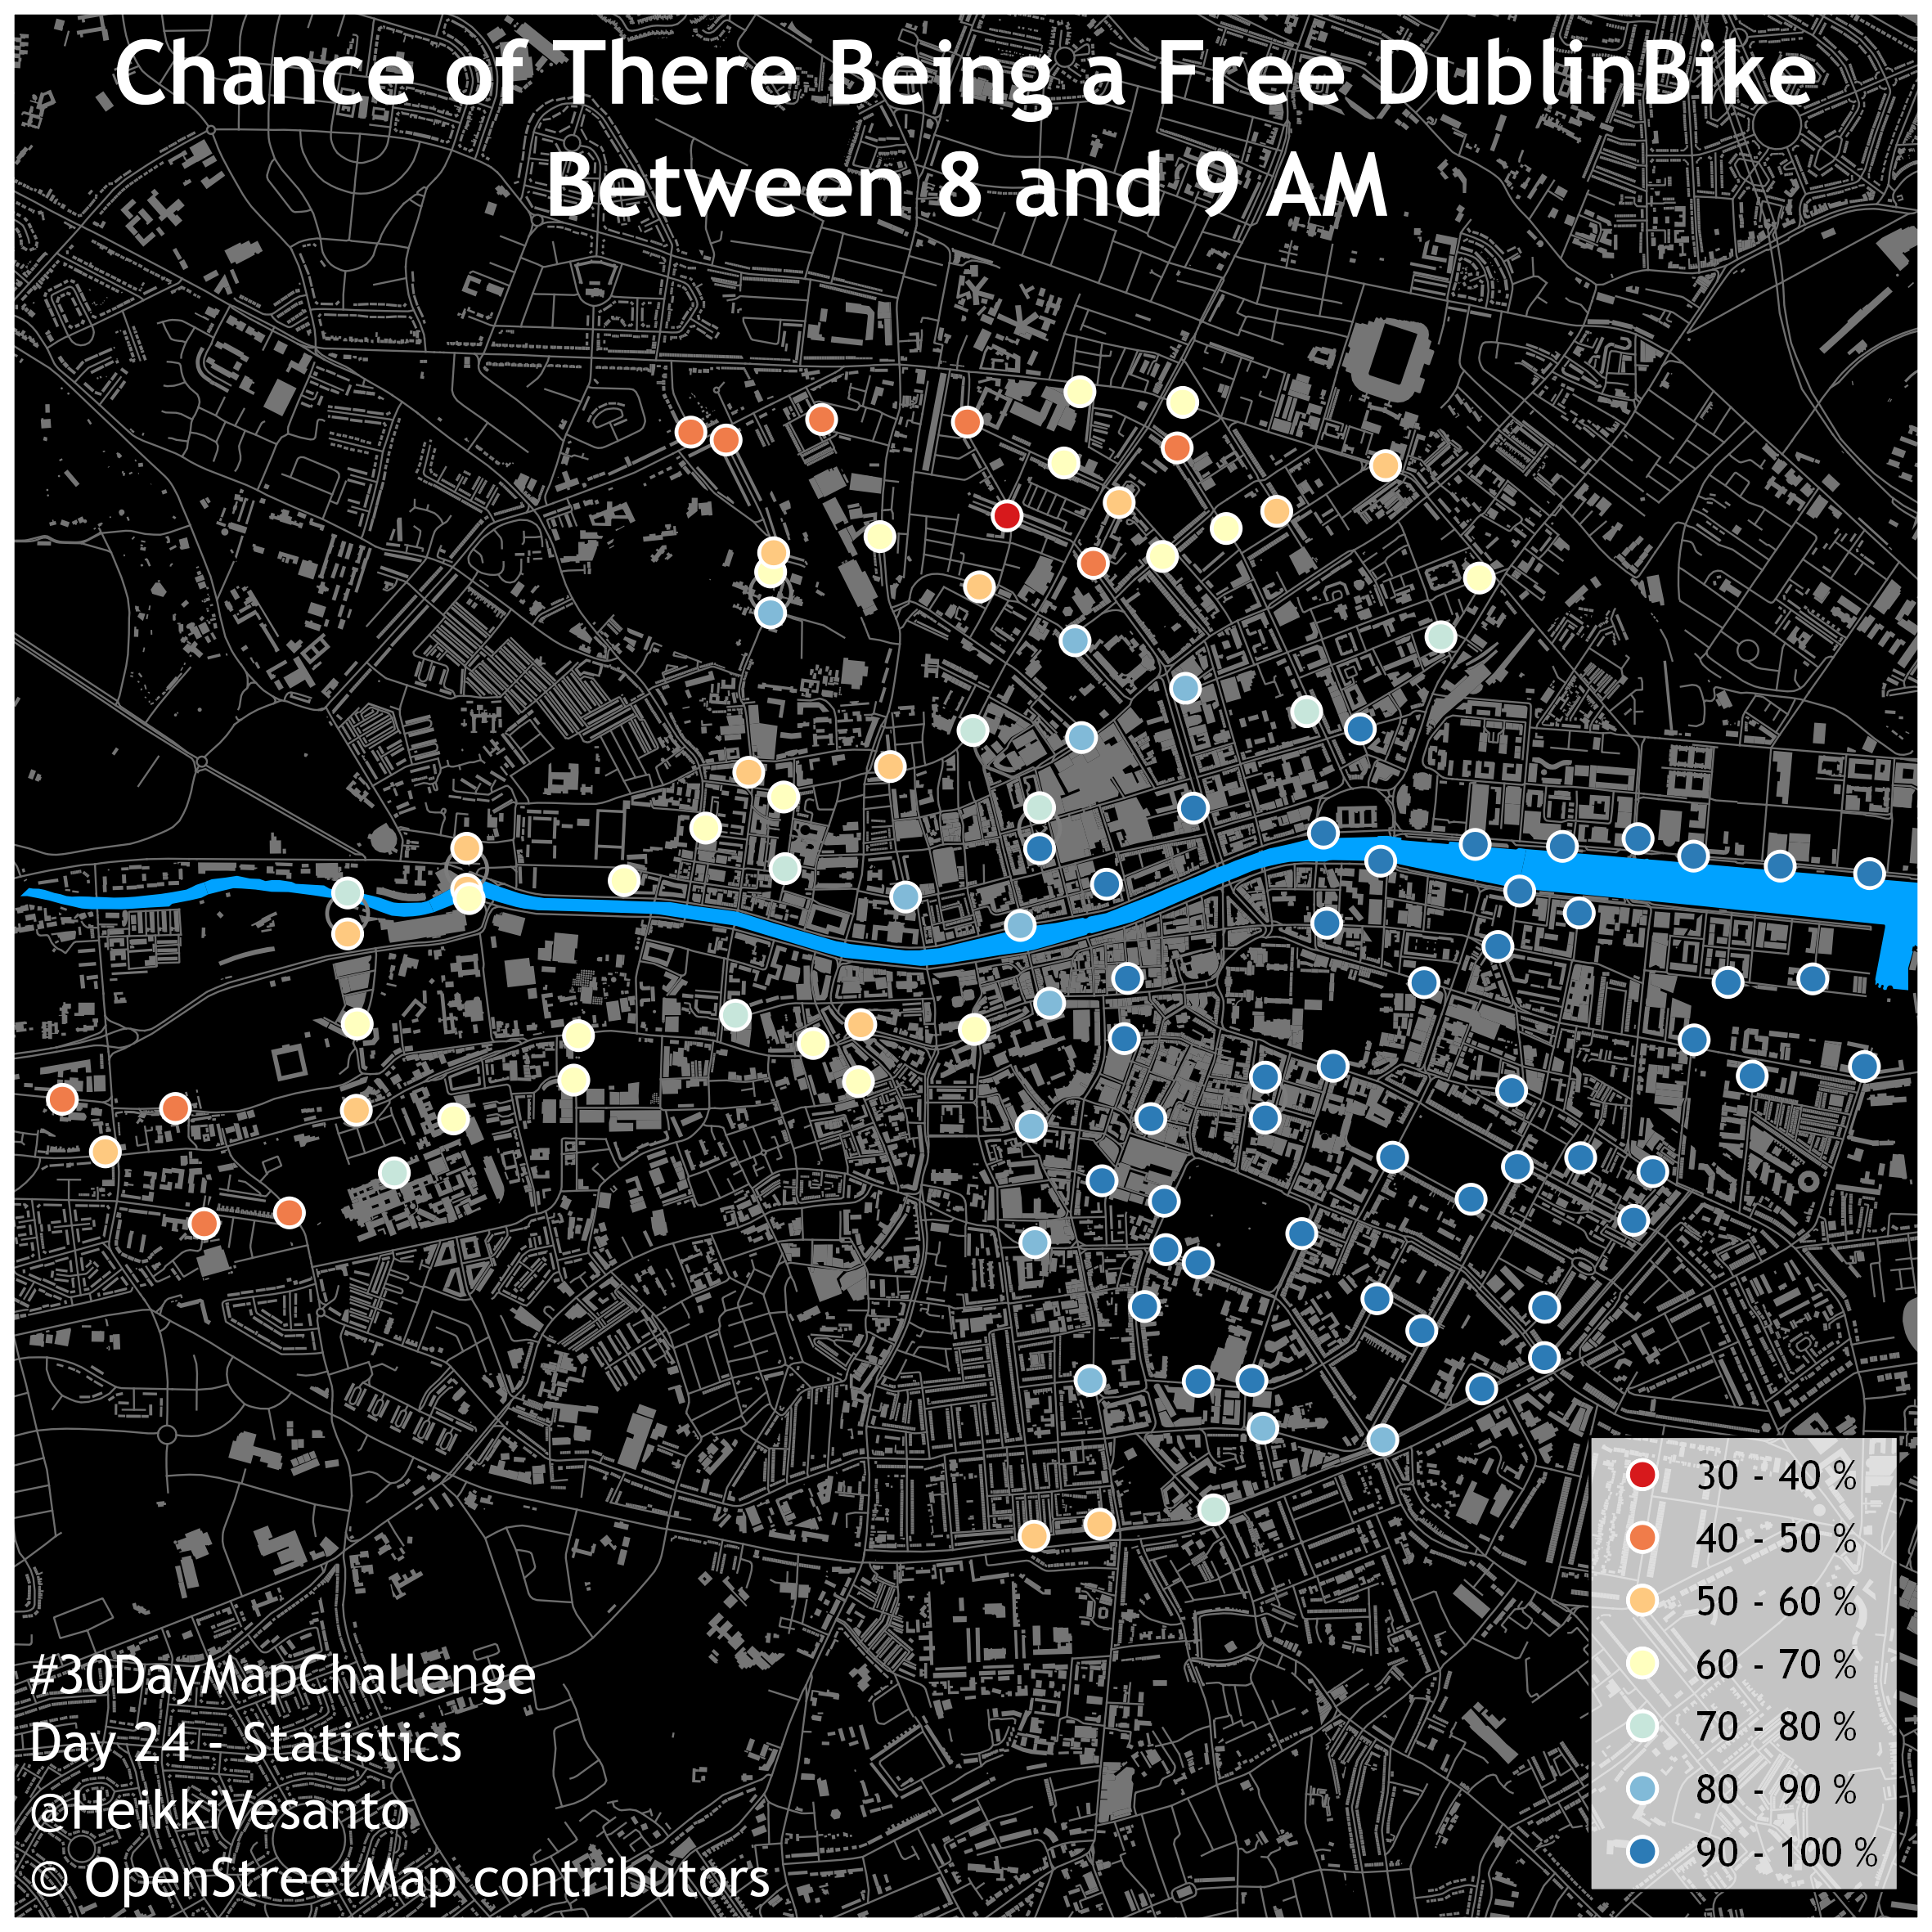 Chance of There Being a Free DublinBike
Between 8 and 9 AM
30 - 40 %
40 - 50 %
50 - 60 %
60 - 70 %
70 - 80 %
80 - 90 %
90 - 100 %
#30DayMapChallenge
Day 24 - Statistics
@HeikkiVesanto
© OpenStreetMap contributors